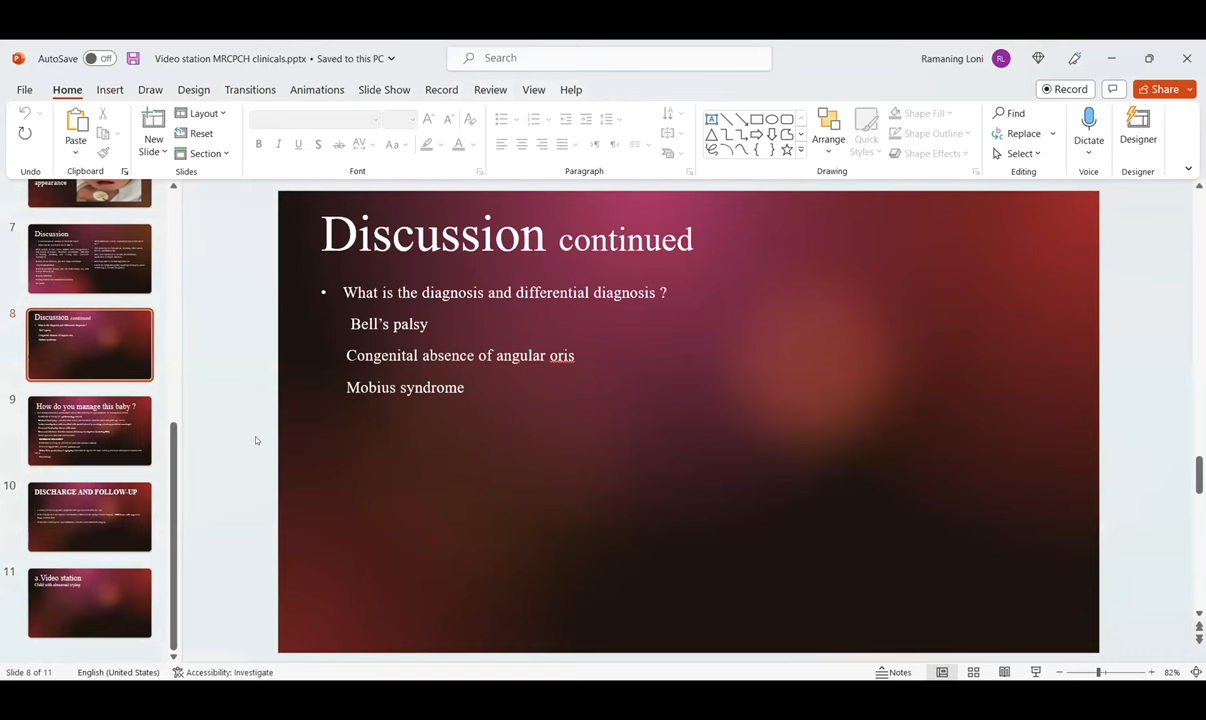 AutoSave Off Video station MRCPCH clinicals.pptx • Saved to this PC Search Ramaning Loni RL
File Home Insert Draw Design Transitions Animations Slide Show Record Review View Help Record Share
Paste New Slide Layout Reset Section Arrange Quick Styles Shape Fill Shape Outline Shape Effects Find Replace Select Dictate Designer
Undo Clipboard Slides Font Paragraph Drawing Editing Voice Designer
appearance
7
Discussion
8
Discussion continued
9
How do you manage this baby ?
10
DISCHARGE AND FOLLOW-UP
11
3.Video station
Child with abnormal crying
Discussion continued
• What is the diagnosis and differential diagnosis ?
Bell's palsy
Congenital absence of angular oris
Mobius syndrome
Slide 8 of 11 English (United States) Accessibility: Investigate Notes 82%